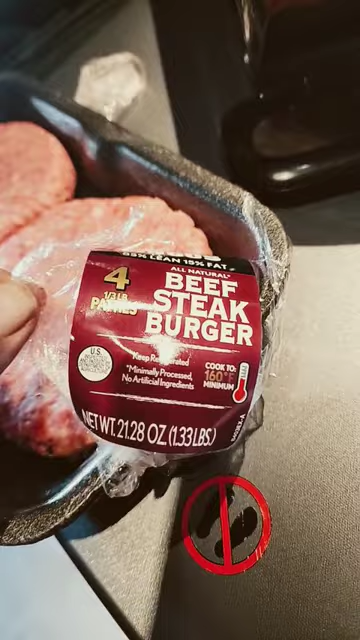 85% LEAN 15% FAT
ALL NATURAL*
4
PATTIES
BEEF
STEAK
BURGER
U.S.
Keep Refrigerated
*Minimally Processed,
No Artificial Ingredients
COOK TO:
160°F
MINIMUM
NET WT. 21.28 OZ (1.33 LBS.)